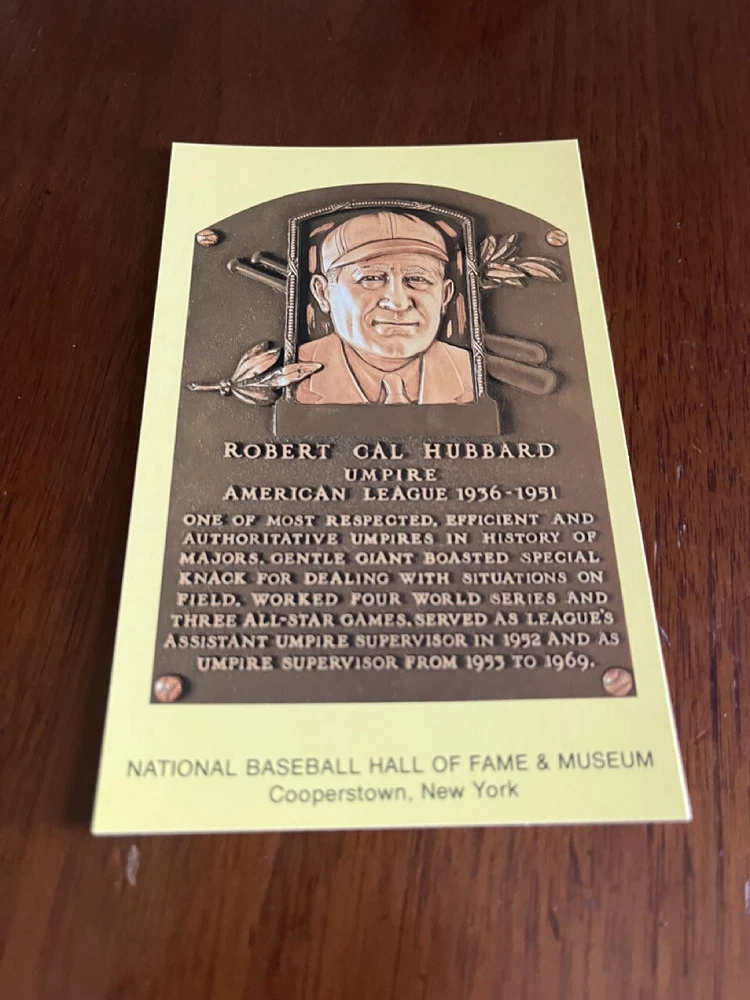 ROBERT CAL HUBBARD
UMPIRE
AMERICAN LEAGUE 1936-1951
ONE OF MOST RESPECTED, EFFICIENT AND
AUTHORITATIVE UMPIRES IN HISTORY OF
MAJORS. GENTLE GIANT BOASTED SPECIAL
KNACK FOR DEALING WITH SITUATIONS ON
FIELD. WORKED FOUR WORLD SERIES AND
THREE ALL-STAR GAMES. SERVED AS LEAGUE'S
ASSISTANT UMPIRE SUPERVISOR IN 1952 AND AS
UMPIRE SUPERVISOR FROM 1953 TO 1969.
NATIONAL BASEBALL HALL OF FAME & MUSEUM
Cooperstown, New York